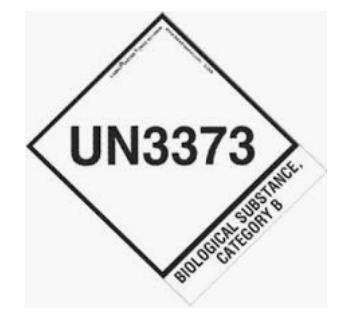 UN3373
BIOLOGICAL SUBSTANCE,
CATEGORY B